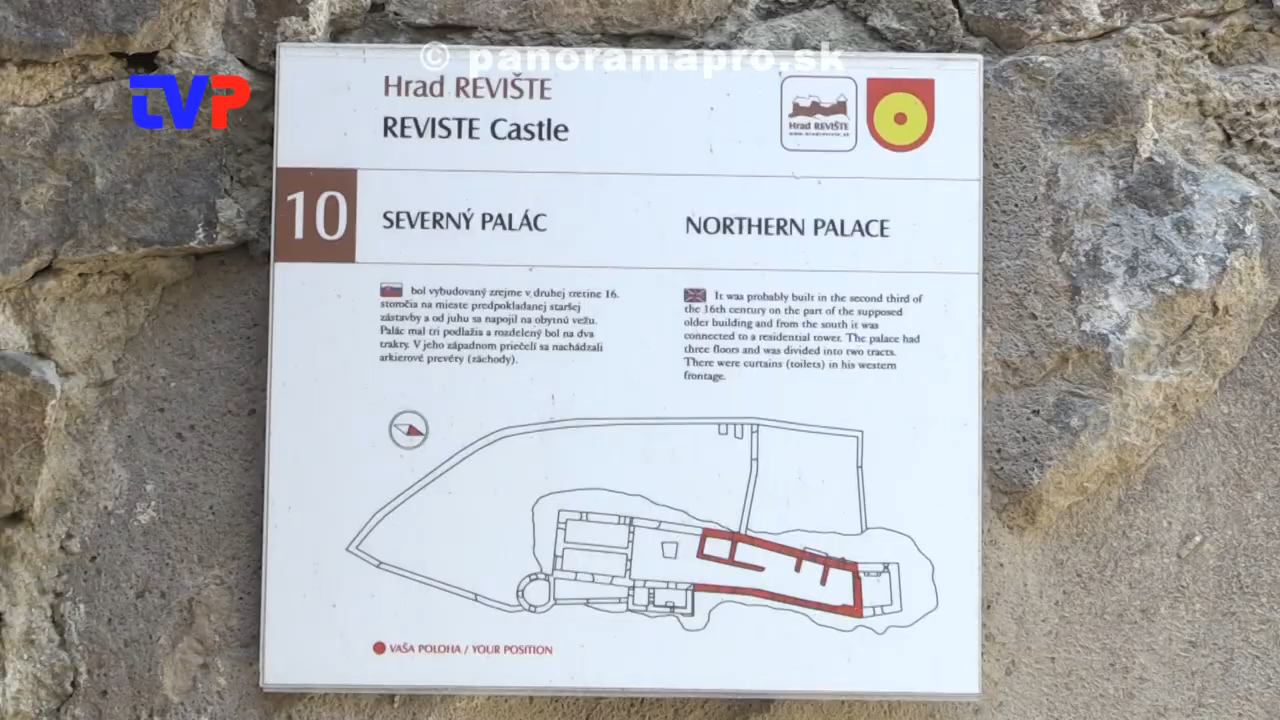 © panoramapro.sk
TVP
Hrad REVIŠTE
REVISTE Castle
Hrad REVIŠTE
www.hradreviste.sk
10
SEVERNÝ PALÁC
NORTHERN PALACE
bol vybudovaný zrejme v druhej tretine 16.
storočia na mieste predpokladanej staršej
zástavby a od juhu sa napojil na obytnú vežu.
Palác mal tri podlažia a rozdelený bol na dva
trakty. V jeho západnom priečelí sa nachádzali
arkierové prevéty (záchody).
It was probably built in the second third of
the 16th century on the part of the supposed
older building and from the south it was
connected to a residential tower. The palace had
three floors and was divided into two tracts.
There were curtains (toilets) in his western
frontage.
VAŠA POLOHA / YOUR POSITION